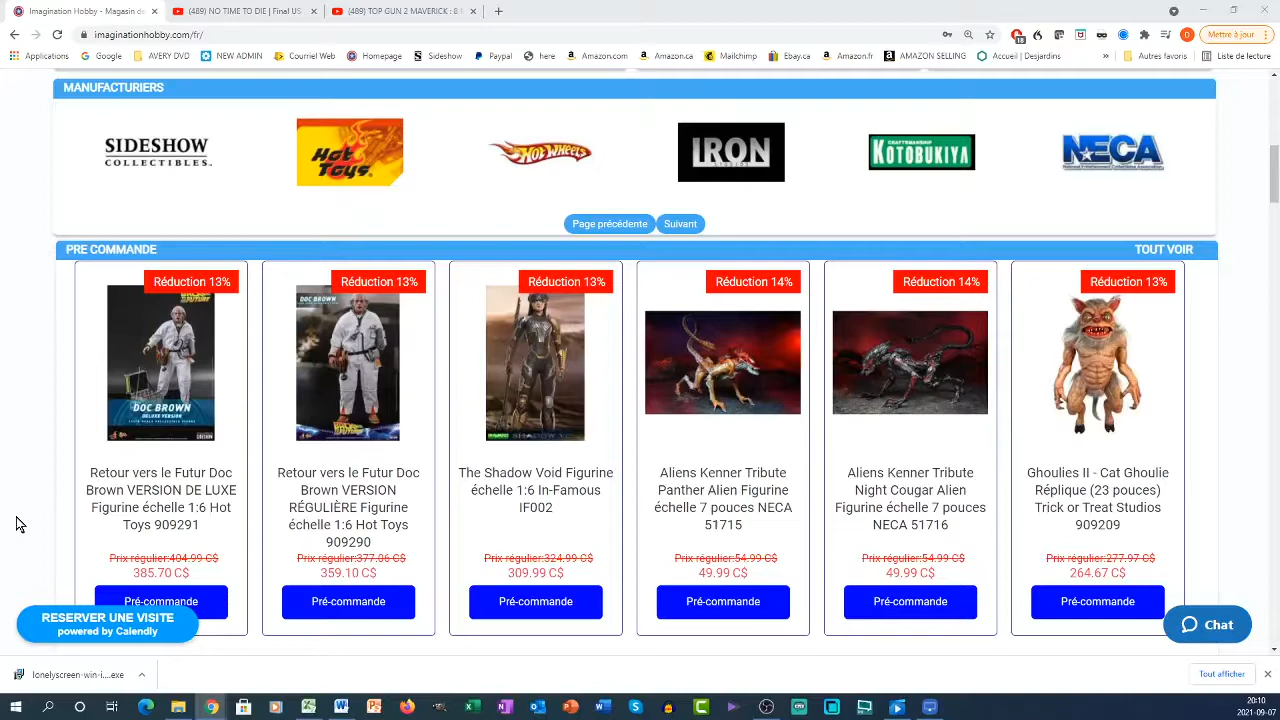 Imagination Hobby - Magasin de
(489) NO TIME TO DIE | Final US
(489) TOP GUN 2 MAVERICK : 8
imaginationhobby.com/fr/
Mettre à jour
Applications
Google
AVERY DVD
NEW ADMIN
Courrier Web
Homepage
Sideshow
Paypal
here
Amazon.com
Amazon.ca
Mailchimp
Ebay.ca
Amazon.fr
AMAZON SELLING
Accueil | Desjardins
»
Autres favoris
Liste de lecture
MANUFACTURIERS
SIDESHOW
COLLECTIBLES.
Hot
Toys.
Hot Wheels
IRON
STUDIOS
CRAFTSMANSHIP
KOTOBUKIYA
NECA
Page précédente
Suivant
PRE COMMANDE
TOUT VOIR
Réduction 13%
Réduction 13%
Réduction 13%
Réduction 14%
Réduction 14%
Réduction 13%
DOC BROWN
DELUXE VERSION
DOC BROWN
Retour vers le Futur Doc
Brown VERSION DE LUXE
Figurine échelle 1:6 Hot
Toys 909291
Prix régulier:404.99 C$
385.70 C$
Pré-commande
Retour vers le Futur Doc
Brown VERSION
RÉGULIÈRE Figurine
échelle 1:6 Hot Toys
909290
Prix régulier:377.06 C$
359.10 C$
Pré-commande
The Shadow Void Figurine
échelle 1:6 In-Famous
IF002
Prix régulier:324.99 C$
309.99 C$
Pré-commande
Aliens Kenner Tribute
Panther Alien Figurine
échelle 7 pouces NECA
51715
Prix régulier:54.99 C$
49.99 C$
Pré-commande
Aliens Kenner Tribute
Night Cougar Alien
Figurine échelle 7 pouces
NECA 51716
Prix régulier:54.99 C$
49.99 C$
Pré-commande
Ghoulies II - Cat Ghoulie
Réplique (23 pouces)
Trick or Treat Studios
909209
Prix régulier:277.97 C$
264.67 C$
Pré-commande
RESERVER UNE VISITE
powered by Calendly
Chat
lonelyscreen-win-i....exe
Tout afficher
20:10
2021-09-07